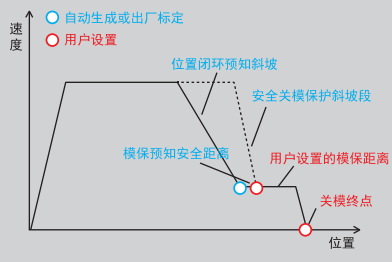 自动生成或出厂标定
用户设置
速度
位置闭环预知斜坡
安全关模保护斜坡段
模保预知安全距离
用户设置的模保距离
关模终点
位置